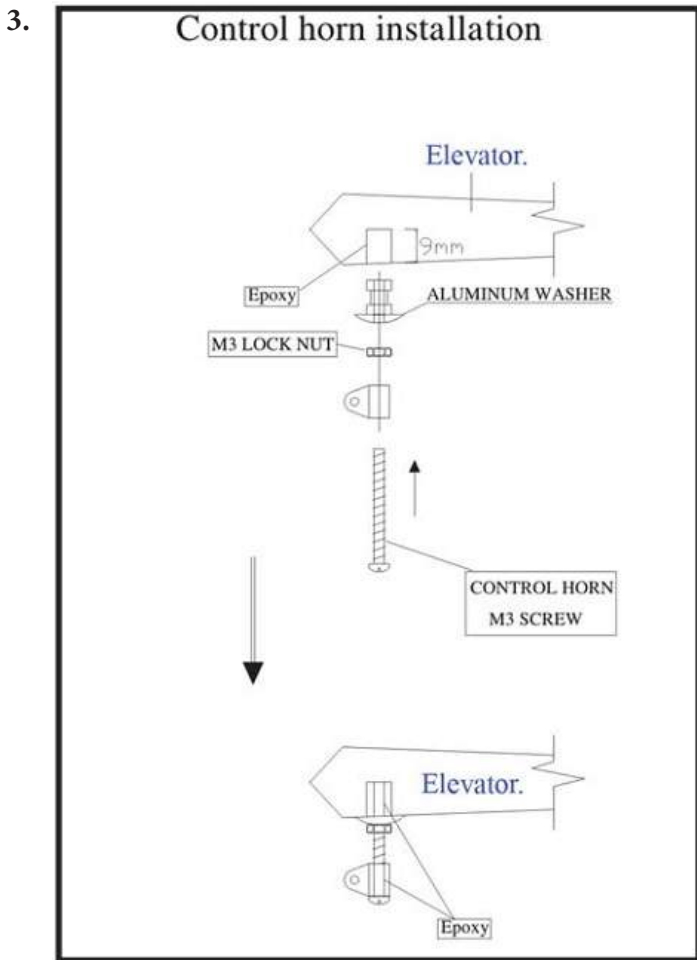 3.
Control horn installation
Elevator.
9mm
Epoxy
ALUMINUM WASHER
M3 LOCK NUT
CONTROL HORN
M3 SCREW
Elevator.
Epoxy